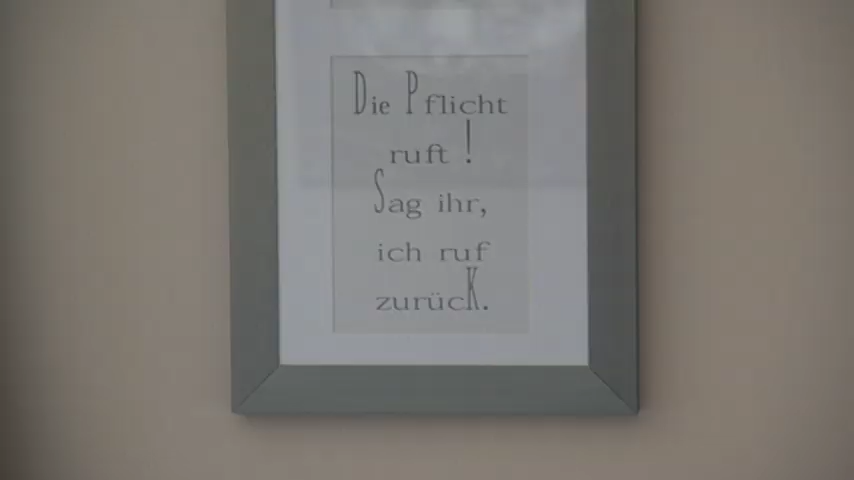 Die Pflicht
ruft !
Sag ihr,
ich ruf
zurücK.